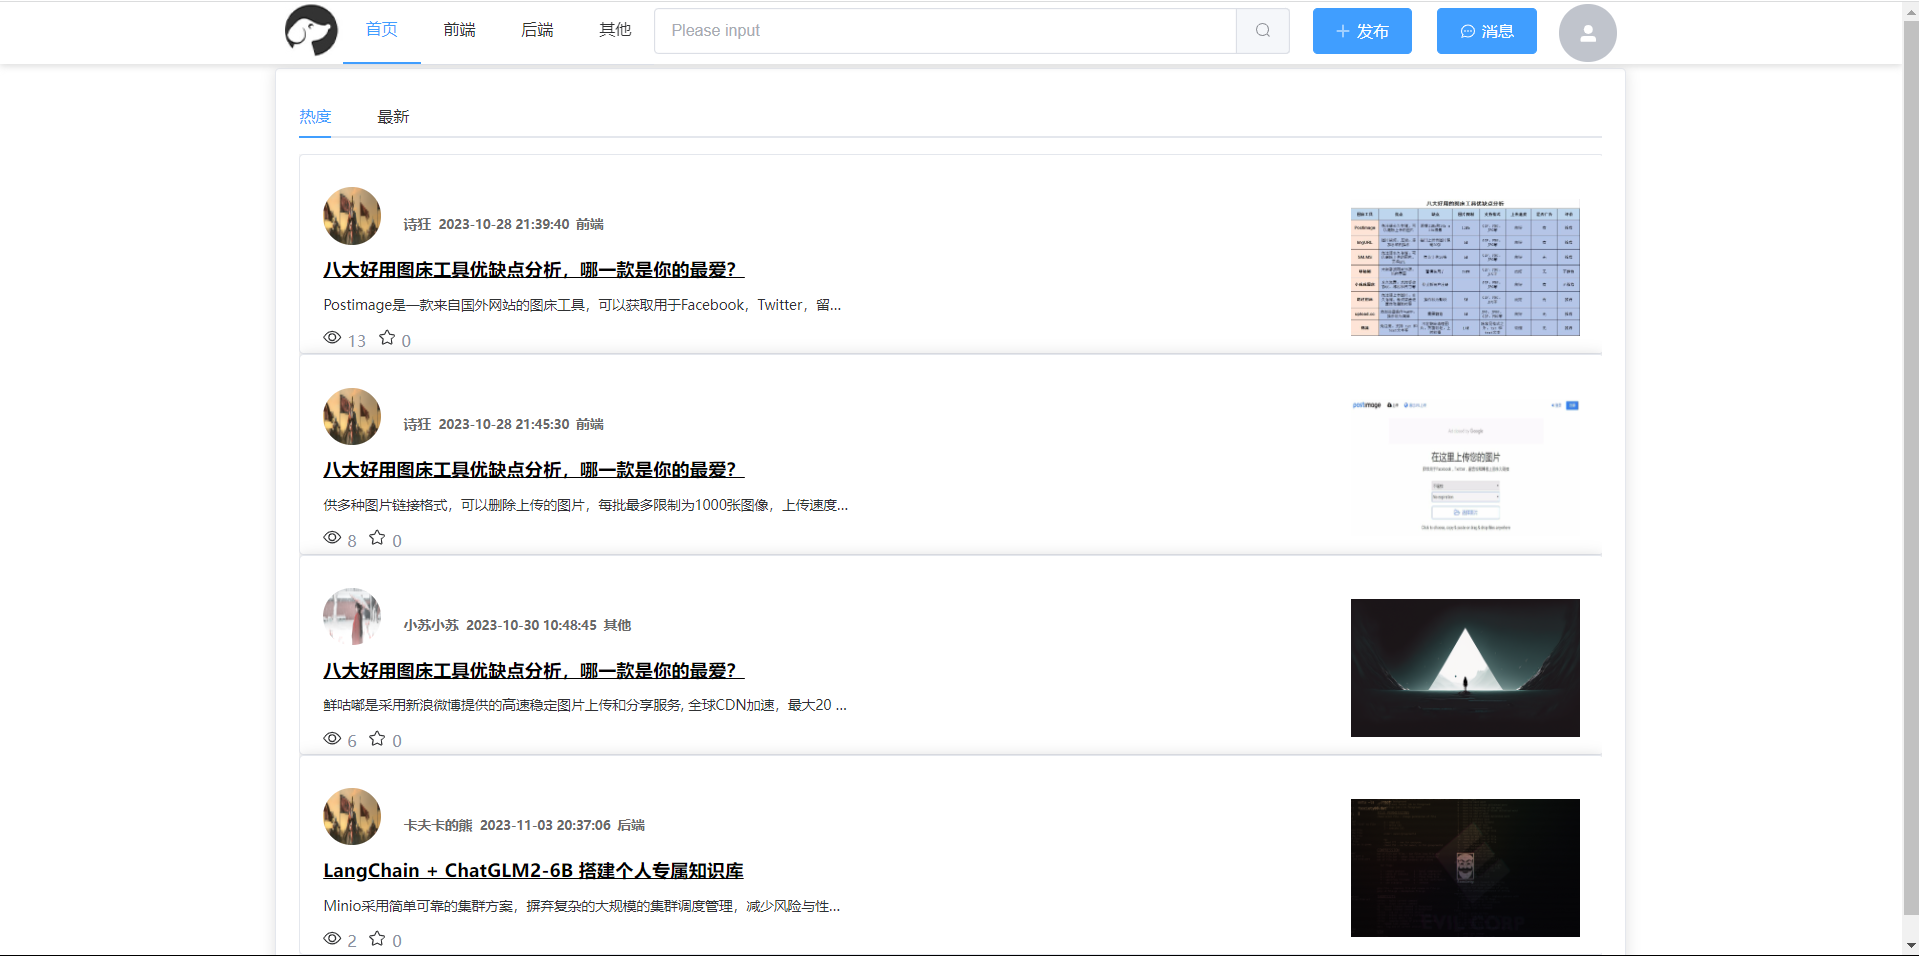 首页 前端 后端 其他 Please input 发布 消息
热度 最新
诗狂 2023-10-28 21:39:40 前端
八大好用图床工具优缺点分析，哪一款是你的最爱？
Postimage是一款来自国外网站的图床工具，可以获取用于Facebook，Twitter，留...
13 0
八大好用的图床工具优缺点分析
诗狂 2023-10-28 21:45:30 前端
八大好用图床工具优缺点分析，哪一款是你的最爱？
供多种图片链接格式，可以删除上传的图片，每批最多限制为1000张图像，上传速度...
8 0
postimage
在这里上传您的图片
小苏小苏 2023-10-30 10:48:45 其他
八大好用图床工具优缺点分析，哪一款是你的最爱？
鲜咕嘟是采用新浪微博提供的高速稳定图片上传和分享服务, 全球CDN加速，最大20 ...
6 0
卡夫卡的熊 2023-11-03 20:37:06 后端
LangChain + ChatGLM2-6B 搭建个人专属知识库
Minio采用简单可靠的集群方案，摒弃复杂的大规模的集群调度管理，减少风险与性...
2 0
EVIL CORP